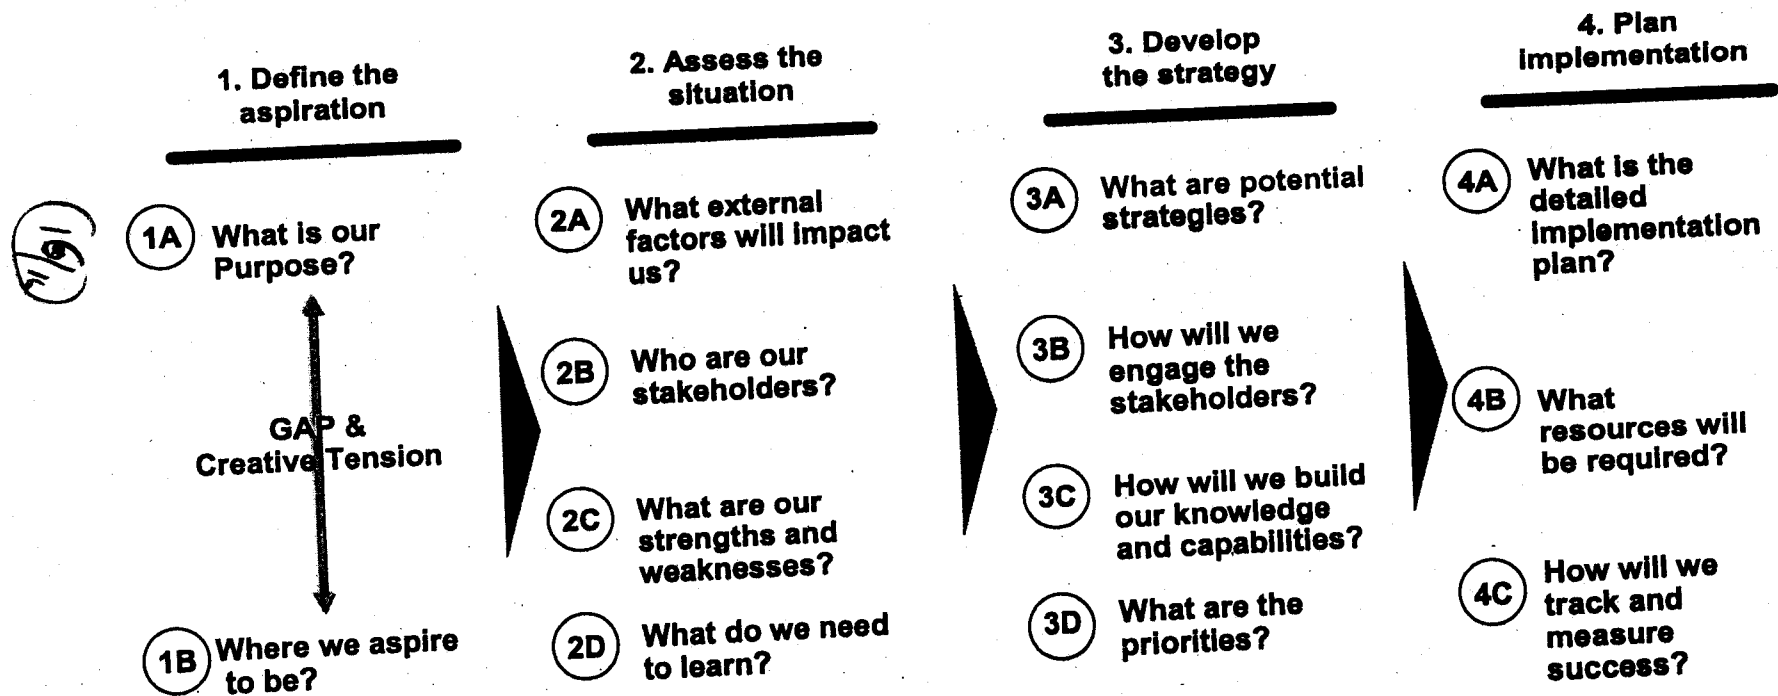 1. Define the
aspiration
1A
What is our
Purpose?
GAP &
Creative Tension
1B
Where we aspire
to be?
2. Assess the
situation
2A
What external
factors will impact
us?
2B
Who are our
stakeholders?
2C
What are our
strengths and
weaknesses?
2D
What do we need
to learn?
3. Develop
the strategy
3A
What are potential
strategies?
3B
How will we
engage the
stakeholders?
3C
How will we build
our knowledge
and capabilities?
3D
What are the
priorities?
4. Plan
implementation
4A
What is the
detailed
implementation
plan?
4B
What
resources will
be required?
4C
How will we
track and
measure
success?